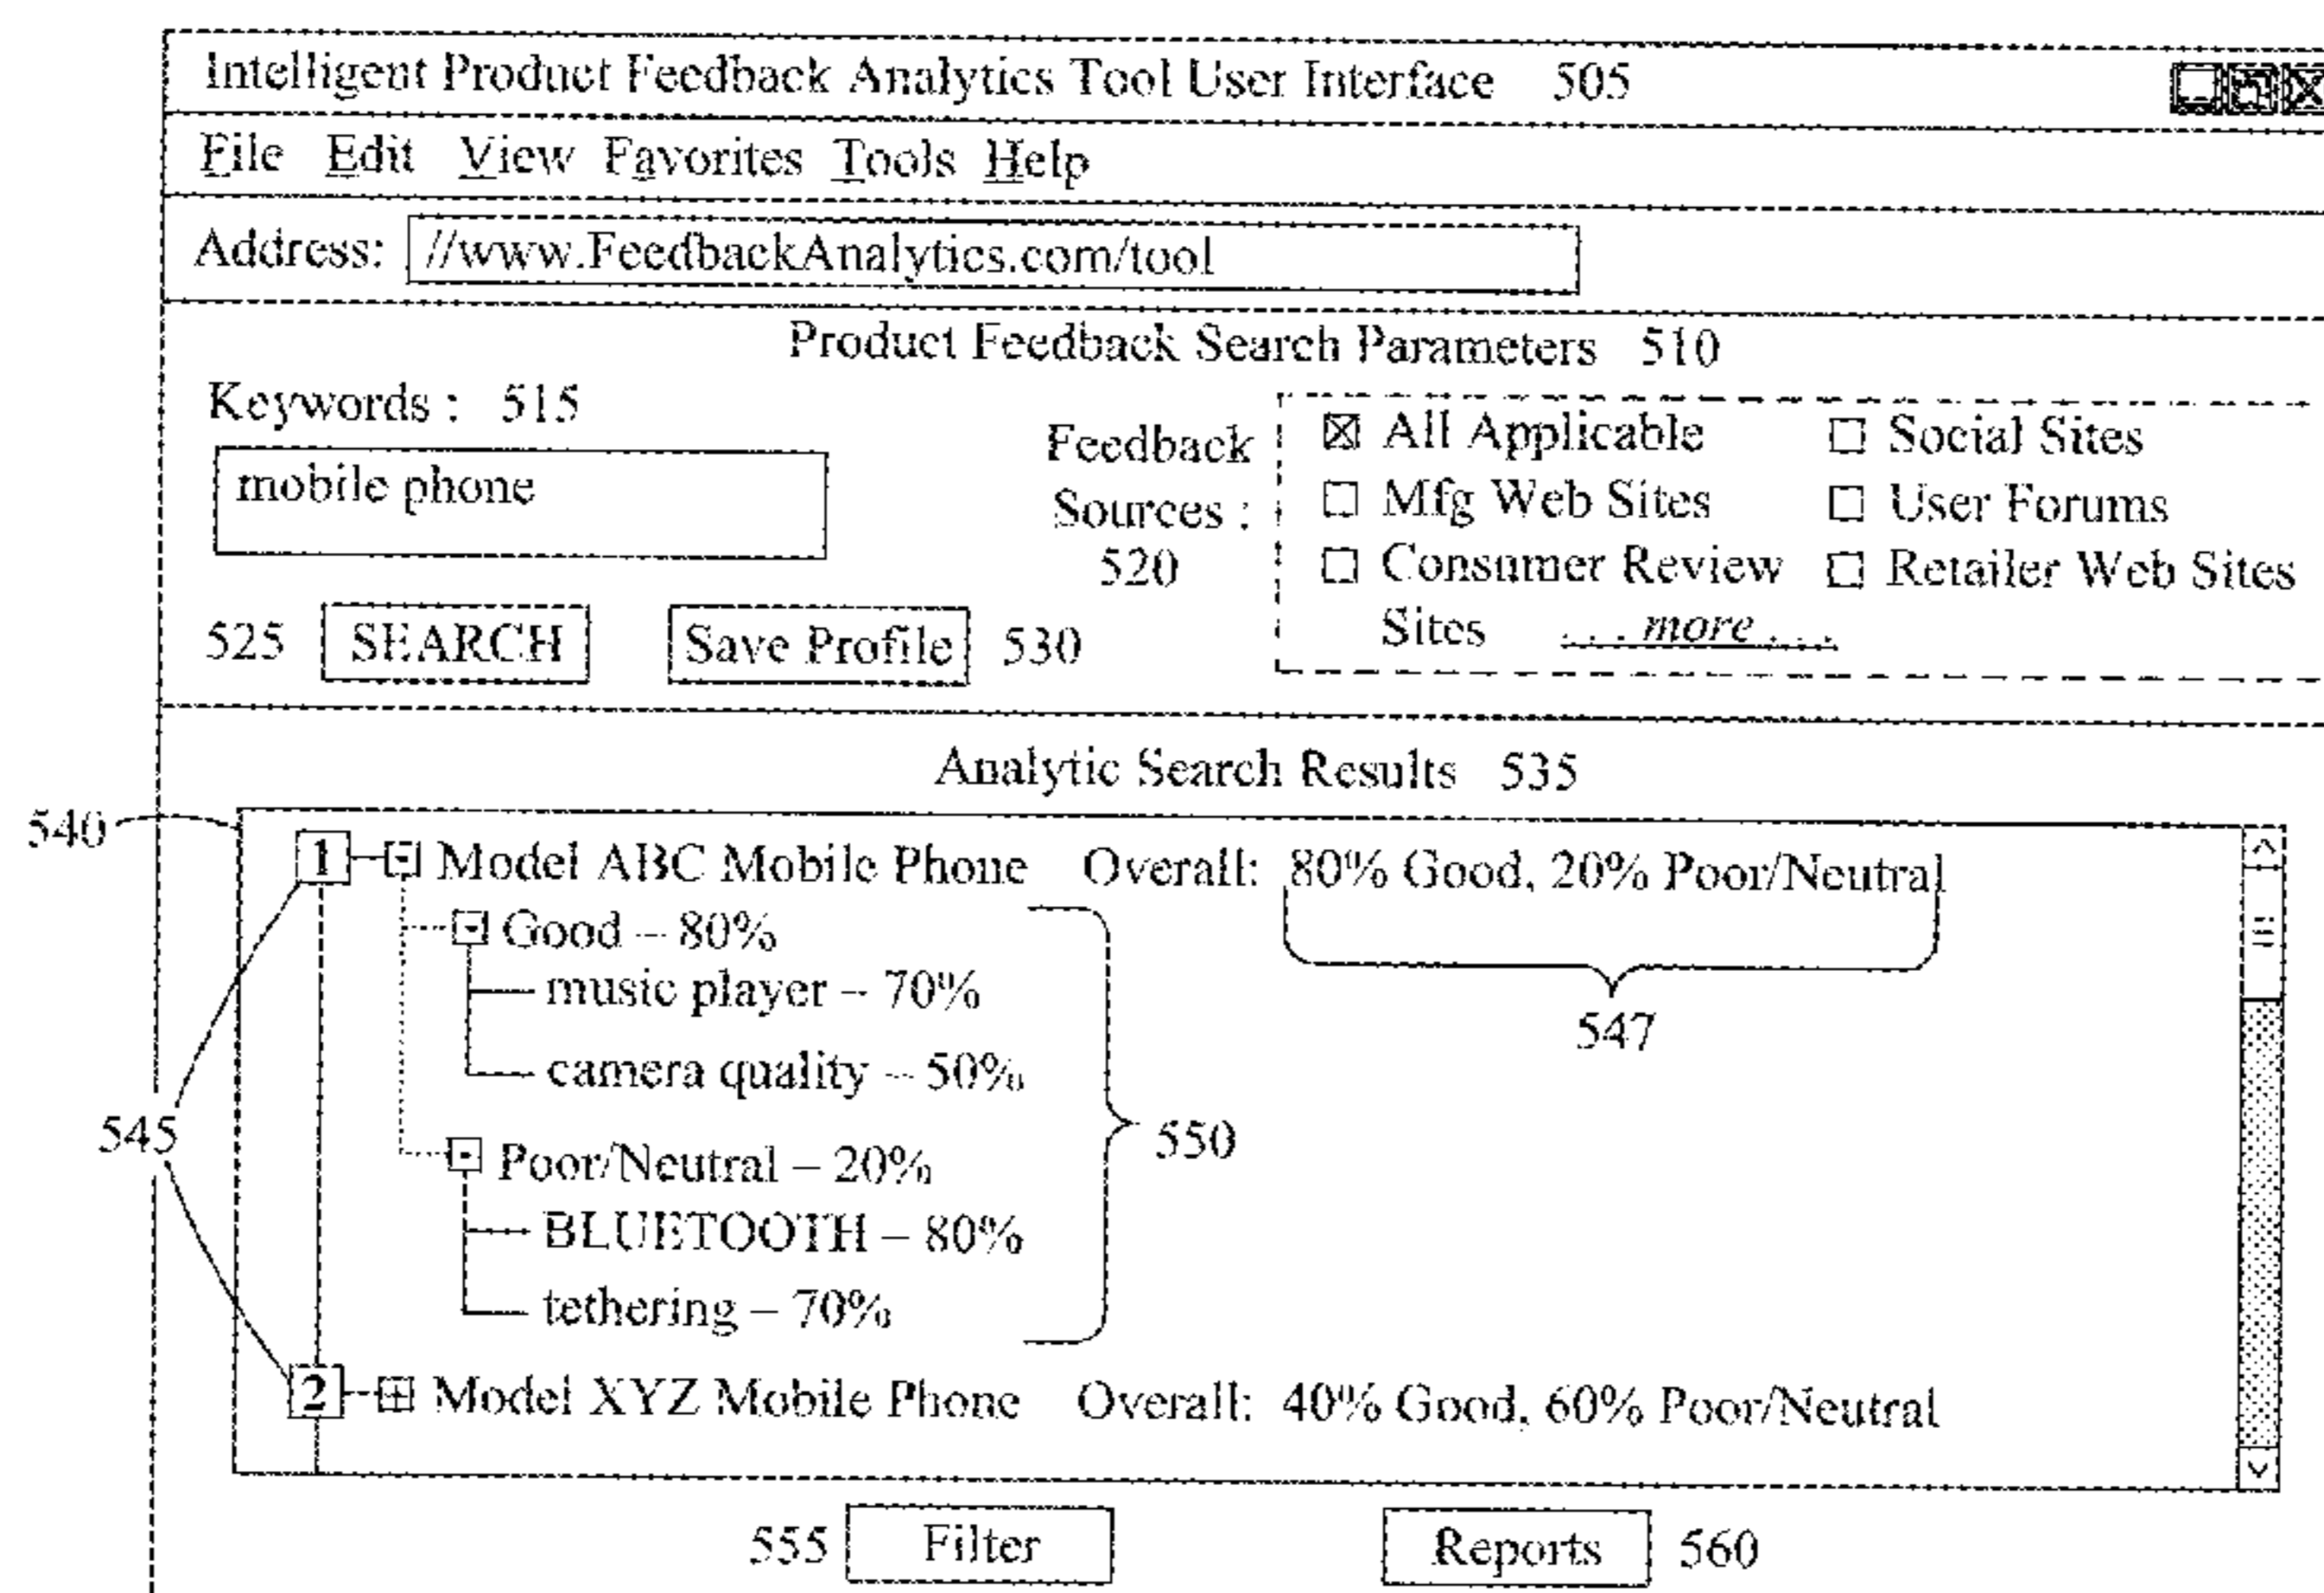 Intelligent Product Feedback Analytics Tool User Interface 505
File Edit View Favorites Tools Help
Address: //www.FeedbackAnalytics.com/tool
Product Feedback Search Parameters 510
Keywords : 515
mobile phone
Feedback
Sources :
520
☒ All Applicable ☐ Social Sites
☐ Mfg Web Sites ☐ User Forums
☐ Consumer Review ☐ Retailer Web Sites
Sites . . . more . . .
525 SEARCH Save Profile 530
Analytic Search Results 535
540
1 Model ABC Mobile Phone Overall: 80% Good, 20% Poor/Neutral
Good – 80%
music player – 70%
547
camera quality – 50%
545
550
Poor/Neutral – 20%
BLUETOOTH – 80%
tethering – 70%
2 Model XYZ Mobile Phone Overall: 40% Good, 60% Poor/Neutral
555 Filter Reports 560